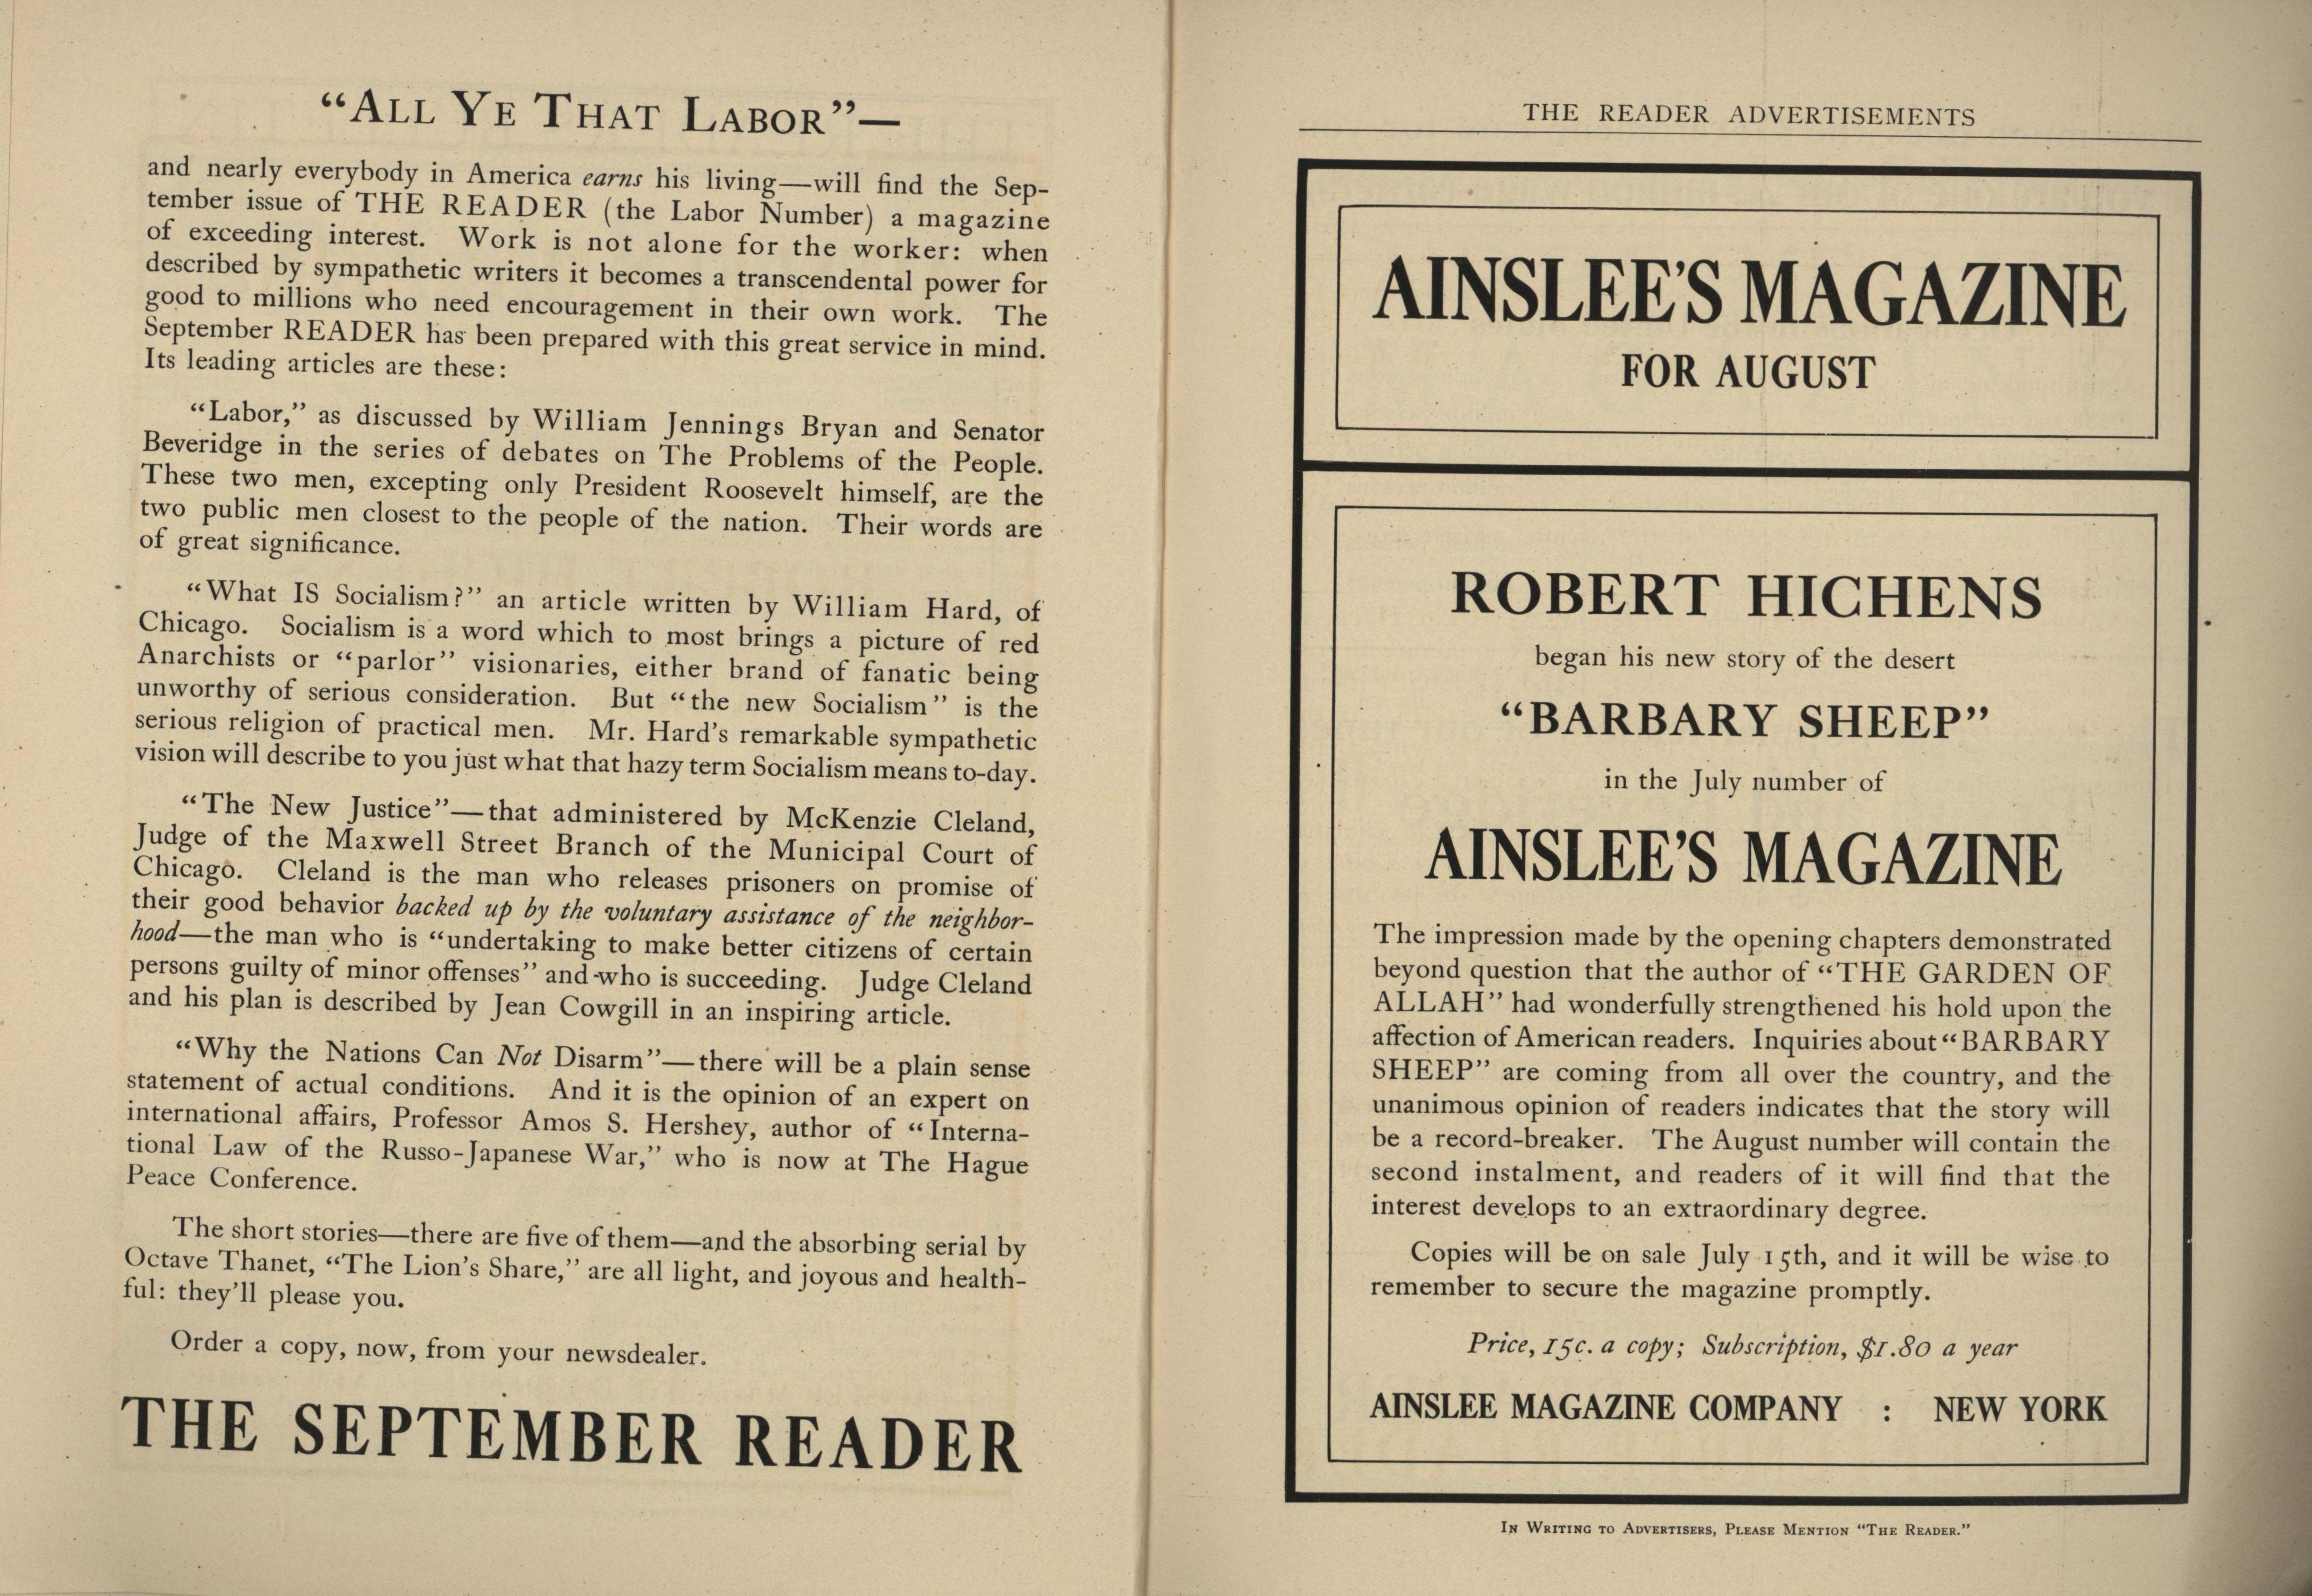 “ALL YE THAT LABOR”—
and nearly everybody in America earns his living—will find the Sep-
tember issue of THE READER (the Labor Number) a magazine
of exceeding interest. Work is not alone for the worker: when
described by sympathetic writers it becomes a transcendental power for
good to millions who need encouragement in their own work. The
September READER has been prepared with this great service in mind.
Its leading articles are these:
“Labor,” as discussed by William Jennings Bryan and Senator
Beveridge in the series of debates on The Problems of the People.
These two men, excepting only President Roosevelt himself, are the
two public men closest to the people of the nation. Their words are
of great significance.
“What IS Socialism?” an article written by William Hard, of
Chicago. Socialism is a word which to most brings a picture of red
Anarchists or “parlor” visionaries, either brand of fanatic being
unworthy of serious consideration. But “the new Socialism” is the
serious religion of practical men. Mr. Hard’s remarkable sympathetic
vision will describe to you just what that hazy term Socialism means to-day.
“The New Justice”—that administered by McKenzie Cleland,
Judge of the Maxwell Street Branch of the Municipal Court of
Chicago. Cleland is the man who releases prisoners on promise of
their good behavior backed up by the voluntary assistance of the neighbor-
hood—the man who is “undertaking to make better citizens of certain
persons guilty of minor offenses” and who is succeeding. Judge Cleland
and his plan is described by Jean Cowgill in an inspiring article.
“Why the Nations Can Not Disarm”—there will be a plain sense
statement of actual conditions. And it is the opinion of an expert on
international affairs, Professor Amos S. Hershey, author of “Interna-
tional Law of the Russo-Japanese War,” who is now at The Hague
Peace Conference.
The short stories—there are five of them—and the absorbing serial by
Octave Thanet, “The Lion’s Share,” are all light, and joyous and health-
ful: they’ll please you.
Order a copy, now, from your newsdealer.
THE SEPTEMBER READER
THE READER ADVERTISEMENTS
AINSLEE’S MAGAZINE
FOR AUGUST
ROBERT HICHENS
began his new story of the desert
“BARBARY SHEEP”
in the July number of
AINSLEE’S MAGAZINE
The impression made by the opening chapters demonstrated
beyond question that the author of “THE GARDEN OF
ALLAH” had wonderfully strengthened his hold upon the
affection of American readers. Inquiries about “BARBARY
SHEEP” are coming from all over the country, and the
unanimous opinion of readers indicates that the story will
be a record-breaker. The August number will contain the
second instalment, and readers of it will find that the
interest develops to an extraordinary degree.
Copies will be on sale July 15th, and it will be wise to
remember to secure the magazine promptly.
Price, 15c. a copy; Subscription, $1.80 a year
AINSLEE MAGAZINE COMPANY : NEW YORK
IN WRITING TO ADVERTISERS, PLEASE MENTION “THE READER.”